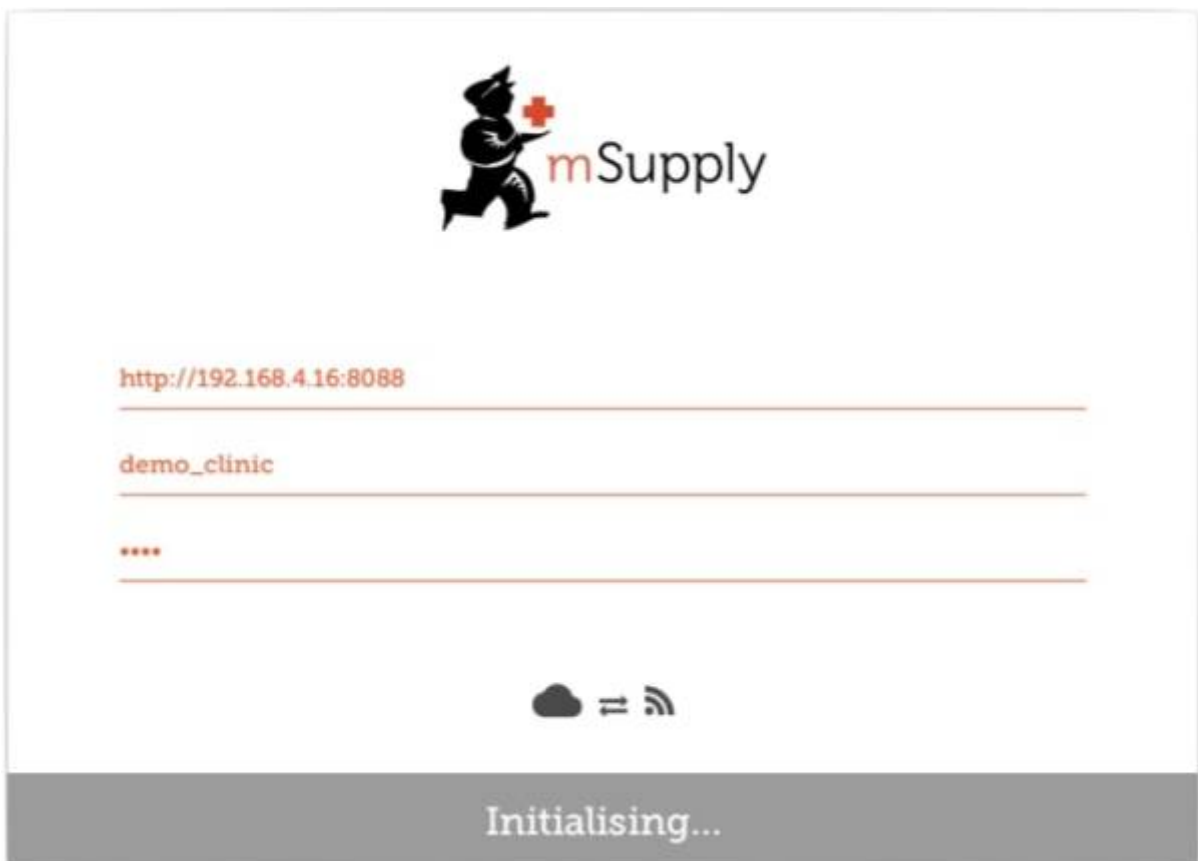 mSupply
http://192.168.4.16:8088
demo_clinic
••••
Initialising...